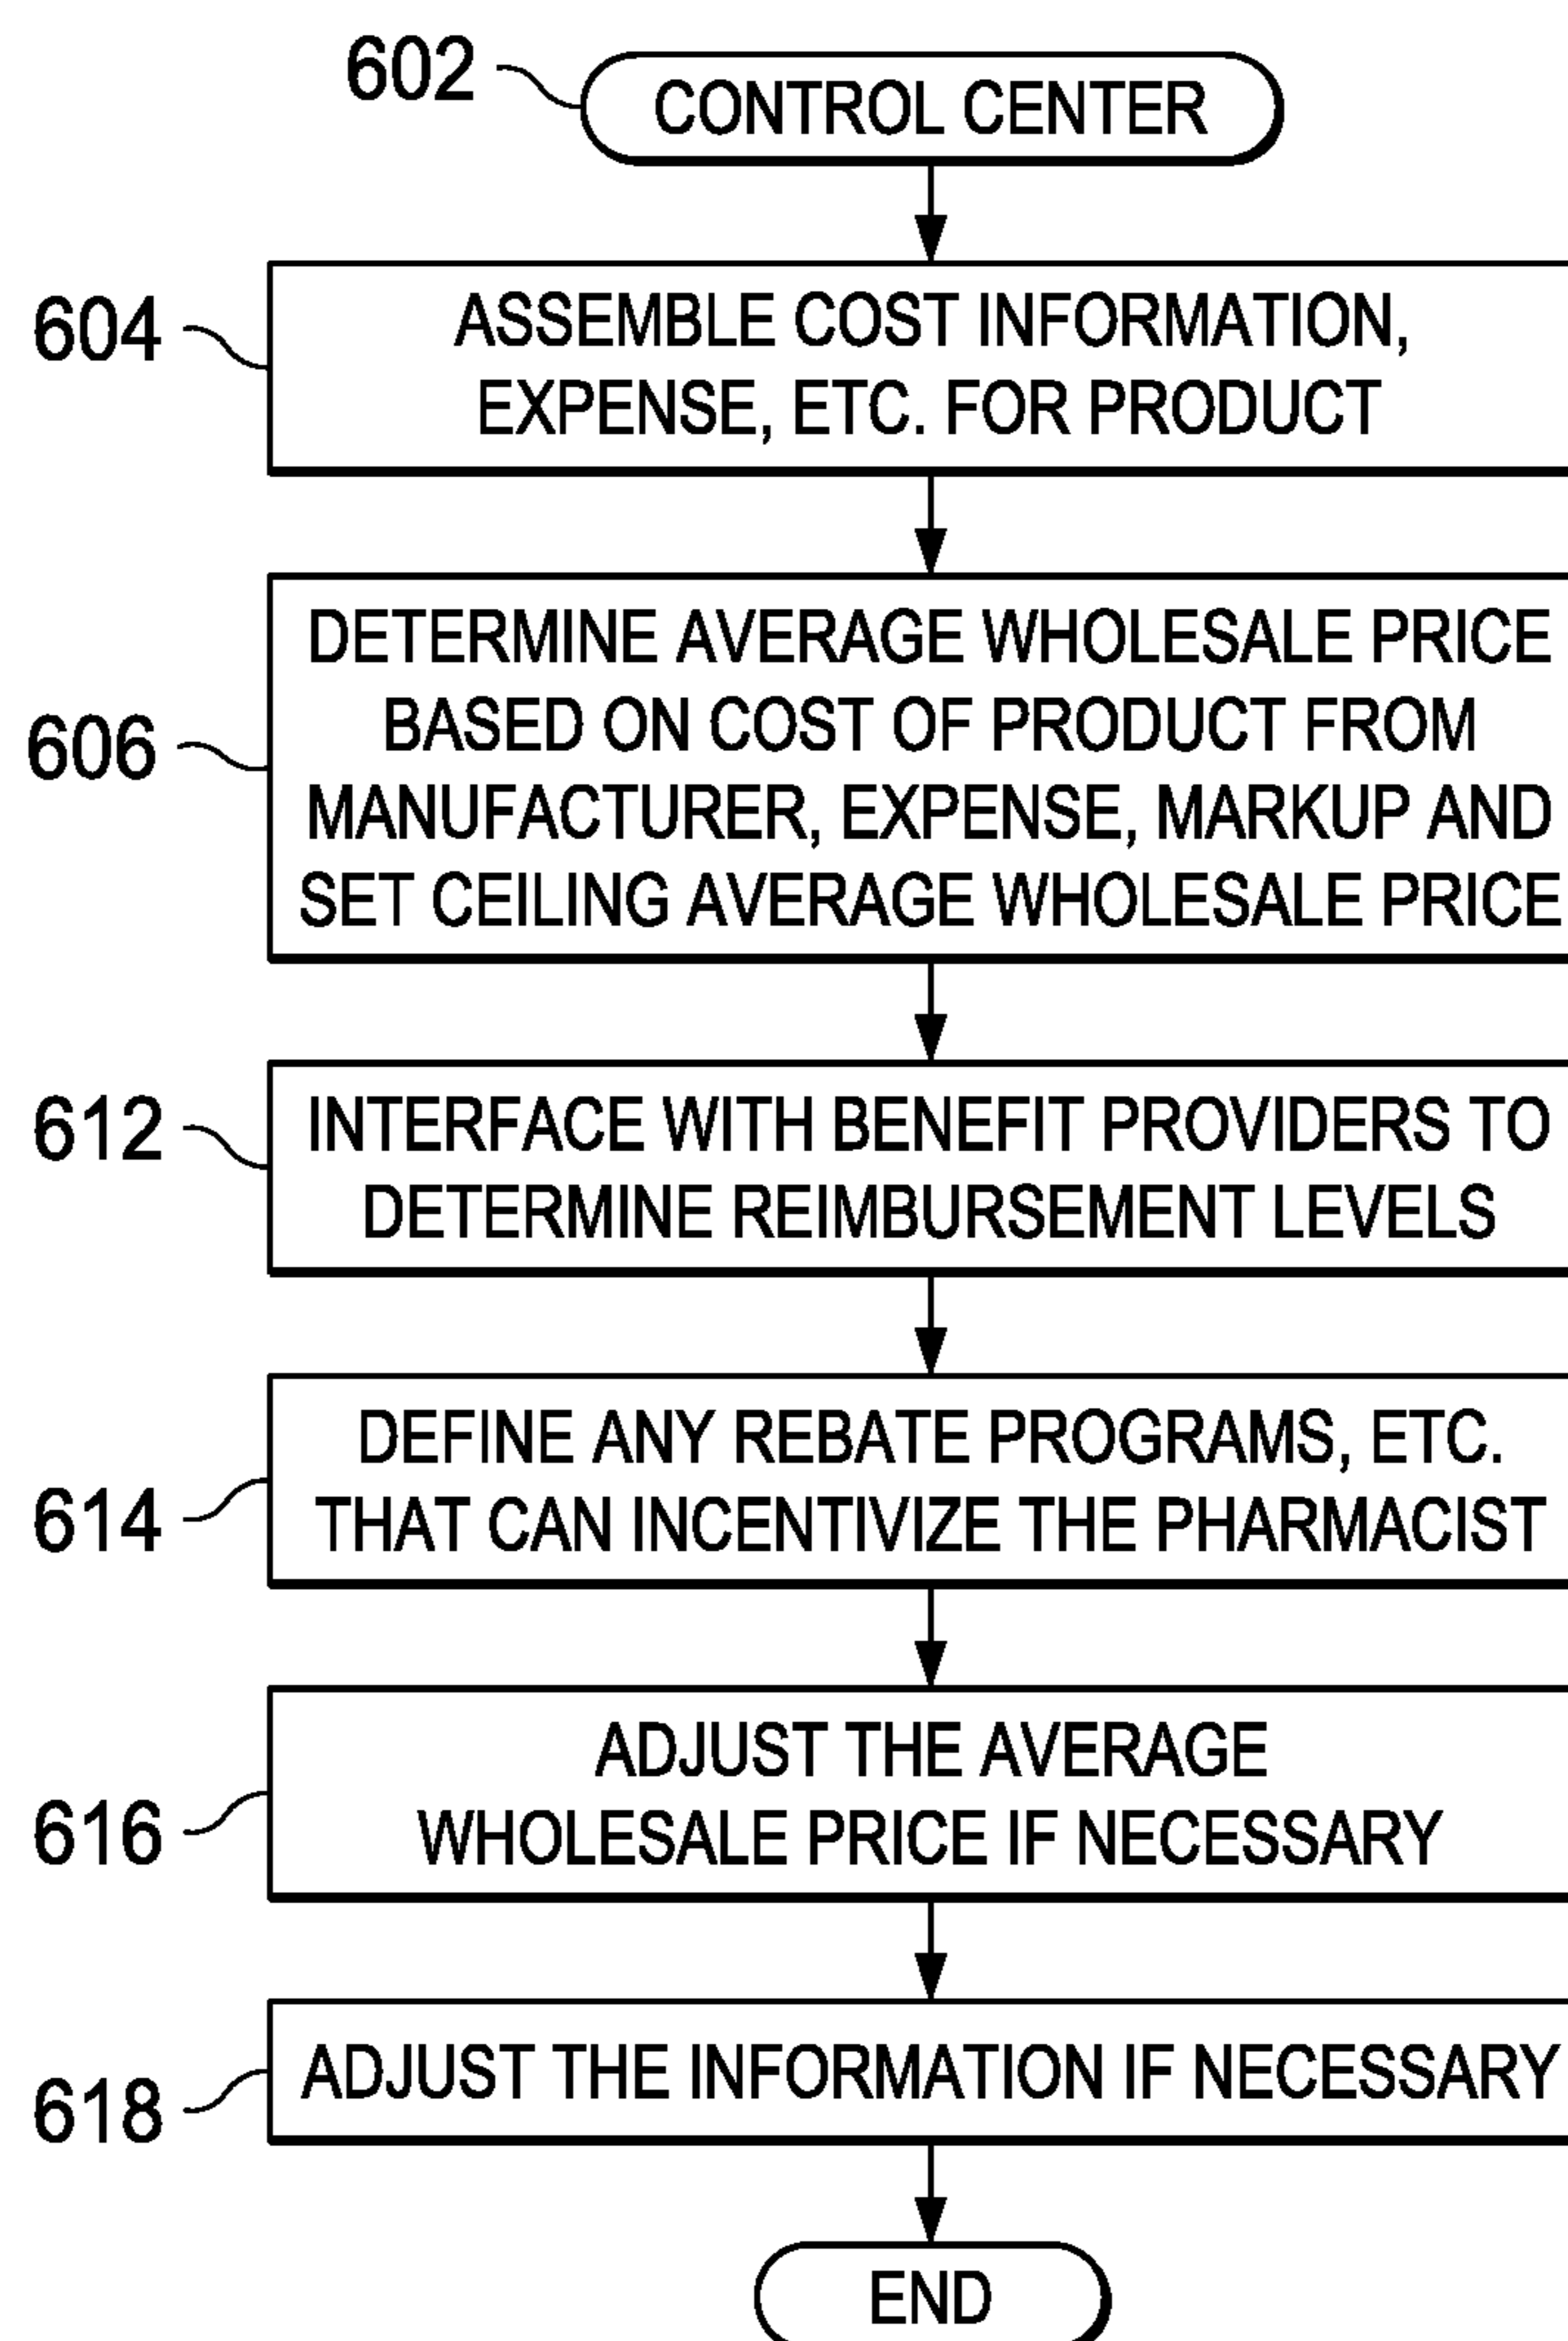 602
CONTROL CENTER
604
ASSEMBLE COST INFORMATION,
EXPENSE, ETC. FOR PRODUCT
606
DETERMINE AVERAGE WHOLESALE PRICE
BASED ON COST OF PRODUCT FROM
MANUFACTURER, EXPENSE, MARKUP AND
SET CEILING AVERAGE WHOLESALE PRICE
612
INTERFACE WITH BENEFIT PROVIDERS TO
DETERMINE REIMBURSEMENT LEVELS
614
DEFINE ANY REBATE PROGRAMS, ETC.
THAT CAN INCENTIVIZE THE PHARMACIST
616
ADJUST THE AVERAGE
WHOLESALE PRICE IF NECESSARY
618
ADJUST THE INFORMATION IF NECESSARY
END